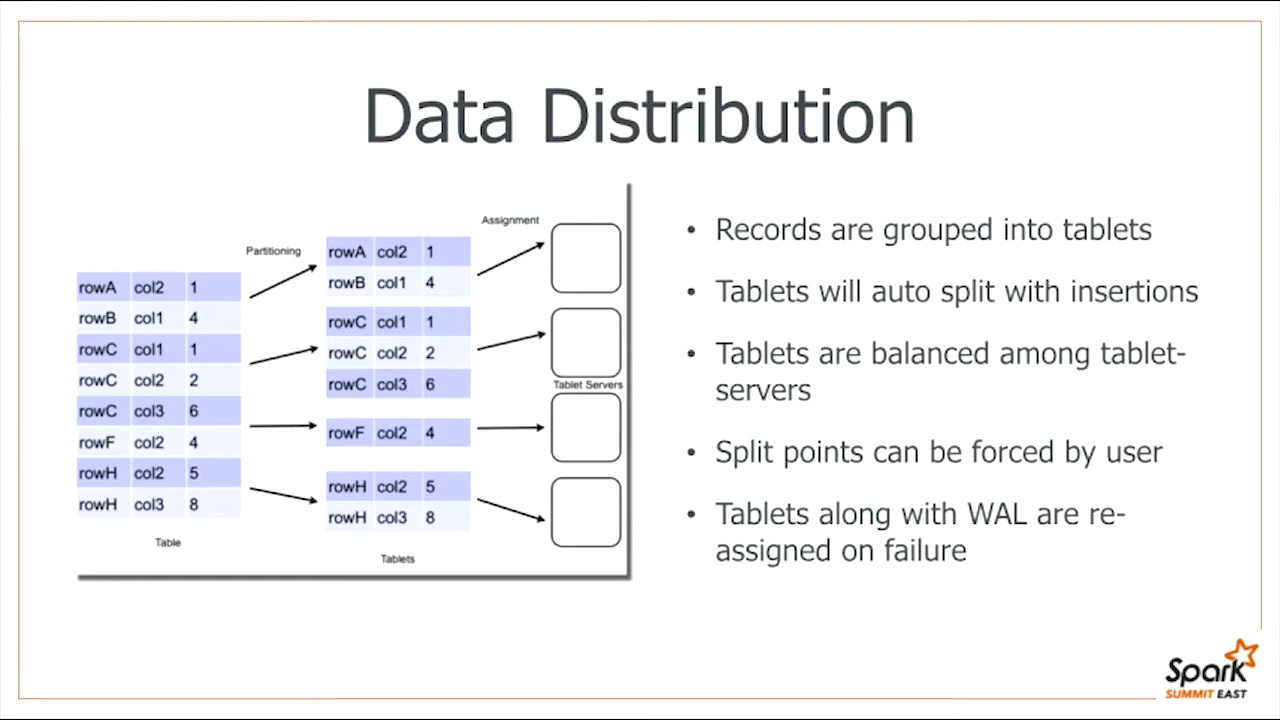 Data Distribution
Partitioning
Assignment
rowA col2 1
rowB col1 4
rowC col1 1
rowC col2 2
rowC col3 6
rowF col2 4
rowH col2 5
rowH col3 8
Table
rowA col2 1
rowB col1 4
rowC col1 1
rowC col2 2
rowC col3 6
rowF col2 4
rowH col2 5
rowH col3 8
Tablets
Tablet Servers
• Records are grouped into tablets
• Tablets will auto split with insertions
• Tablets are balanced among tablet-
servers
• Split points can be forced by user
• Tablets along with WAL are re-
assigned on failure
Spark
SUMMIT EAST